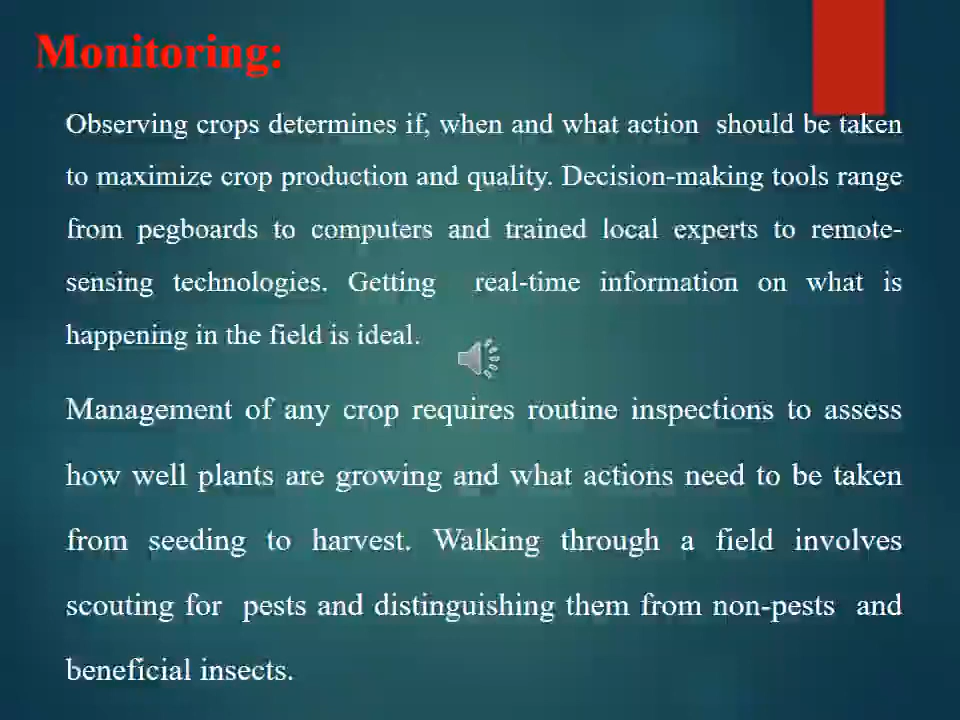 Monitoring:
Observing crops determines if, when and what action should be taken
to maximize crop production and quality. Decision-making tools range
from pegboards to computers and trained local experts to remote-
sensing technologies. Getting real-time information on what is
happening in the field is ideal.
Management of any crop requires routine inspections to assess
how well plants are growing and what actions need to be taken
from seeding to harvest. Walking through a field involves
scouting for pests and distinguishing them from non-pests and
beneficial insects.